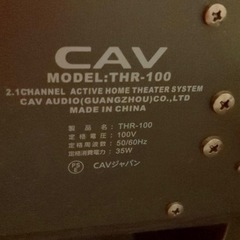 CAV
MODEL:THR-100
2.1CHANNEL ACTIVE HOME THEATER SYSTEM
CAV AUDIO(GUANGZHOU)CO.,LTD
MADE IN CHINA
製品名: THR-100
定格電圧: 100V
定格周波数: 50/60Hz
定格消費電力: 35W
CAVジャパン